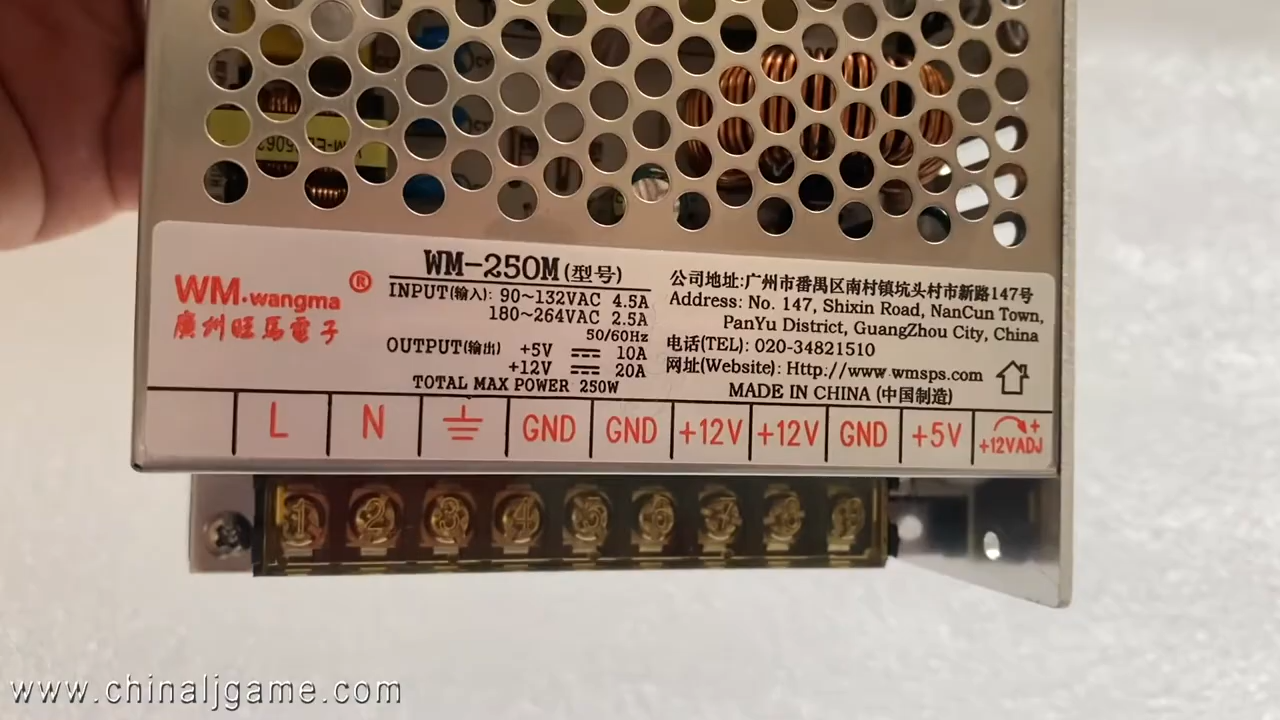 WM-250M(型号)
WM.wangma®
廣州旺馬電子
INPUT(输入): 90~132VAC 4.5A
180~264VAC 2.5A
50/60Hz
OUTPUT(输出) +5V 10A
+12V 20A
TOTAL MAX POWER 250W
公司地址:广州市番禺区南村镇坑头村市新路147号
Address: No. 147, Shixin Road, NanCun Town,
PanYu District, GuangZhou City, China
电话(TEL): 020-34821510
网址(Website): Http://www.wmsps.com
MADE IN CHINA (中国制造)
L N GND GND +12V +12V GND +5V +12VADJ
1 2 3 4 5 6 7 8 9
www.chinaljgame.com